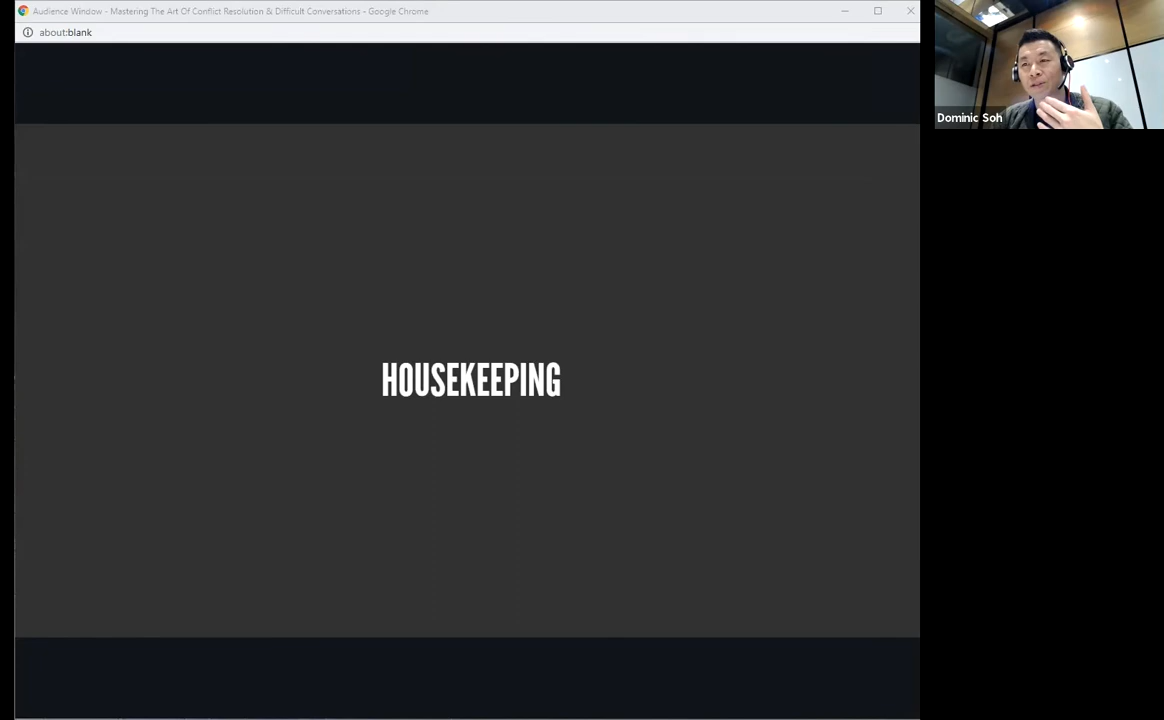 Audience Window - Mastering The Art Of Conflict Resolution & Difficult Conversations - Google Chrome
about:blank
Dominic Soh
HOUSEKEEPING